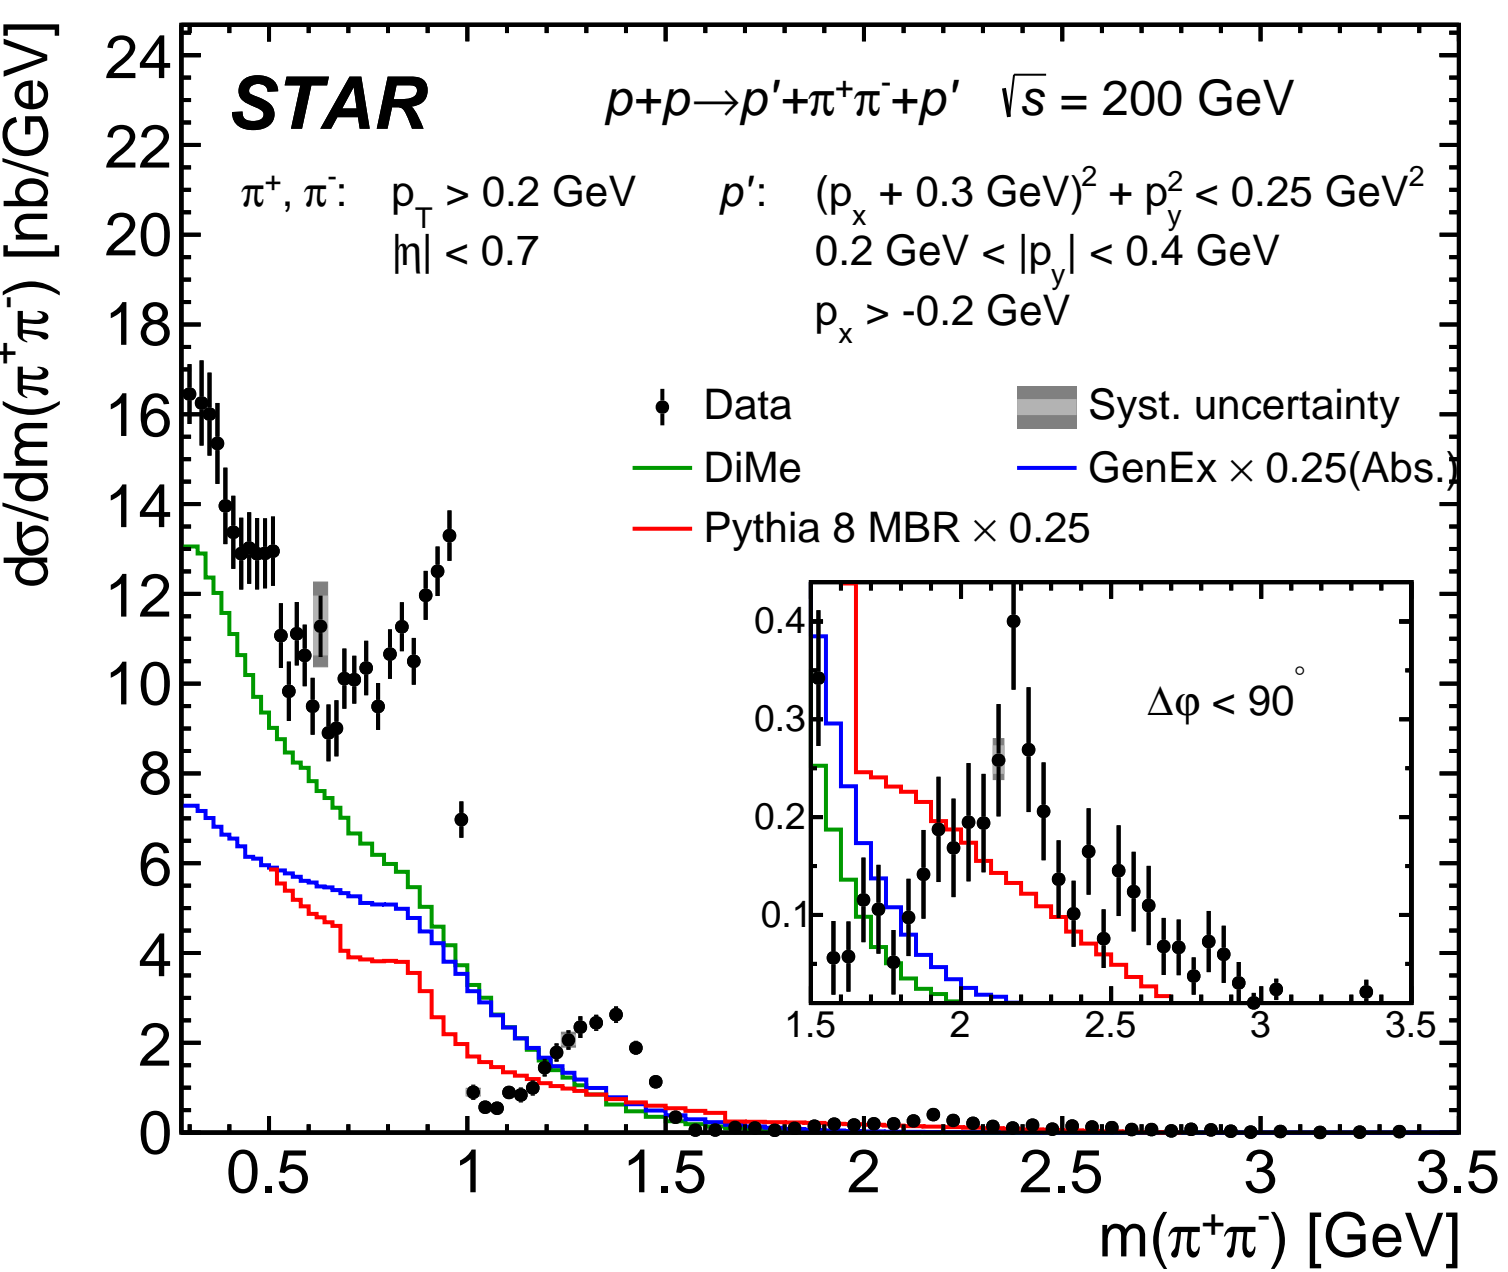 dσ/dm(π⁺π⁻) [nb/GeV]
24
22
20
18
16
14
12
10
8
6
4
2
0
STAR
p+p→p′+π⁺π⁻+p′ √s = 200 GeV
π⁺, π⁻: p_T > 0.2 GeV p′: (p_x + 0.3 GeV)² + p_y² < 0.25 GeV²
|η| < 0.7 0.2 GeV < |p_y| < 0.4 GeV
p_x > -0.2 GeV
Data Syst. uncertainty
DiMe GenEx × 0.25(Abs.)
Pythia 8 MBR × 0.25
0.4
0.3
0.2
0.1
Δφ < 90°
1.5 2 2.5 3 3.5
0.5 1 1.5 2 2.5 3 3.5
m(π⁺π⁻) [GeV]